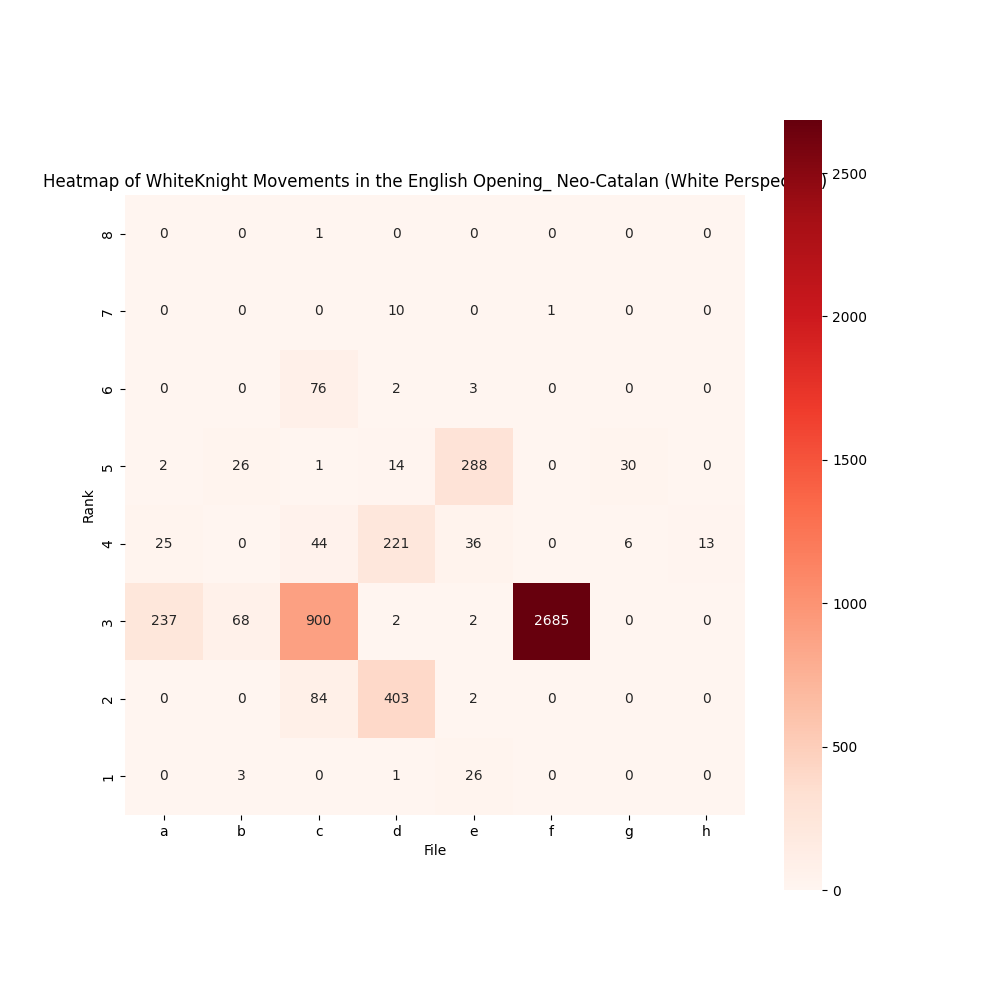 Heatmap of WhiteKnight Movements in the English Opening_ Neo-Catalan (White Perspec)
2500
8 0 0 1 0 0 0 0 0
7 0 0 0 10 0 1 0 0
2000
6 0 0 76 2 3 0 0 0
5 2 26 1 14 288 0 30 0
1500
Rank
4 25 0 44 221 36 0 6 13
1000
3 237 68 900 2 2 2685 0 0
2 0 0 84 403 2 0 0 0
500
1 0 3 0 1 26 0 0 0
a b c d e f g h
File
0